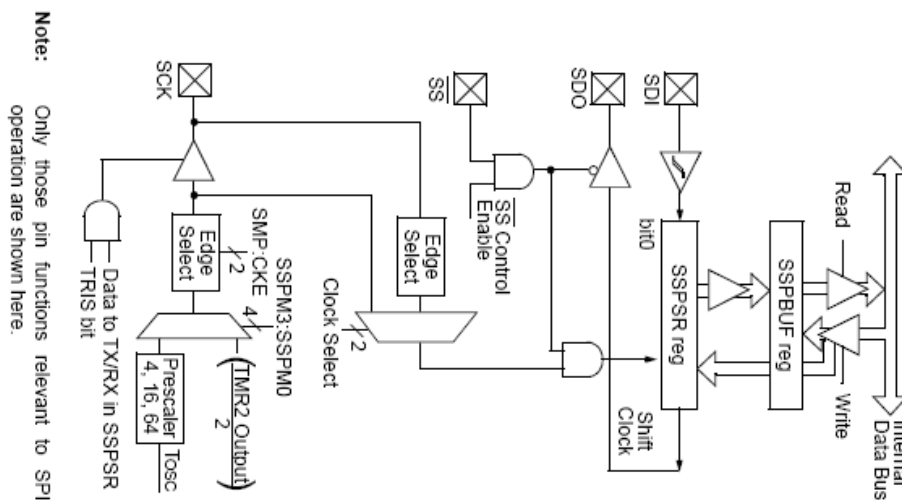 Internal
Data Bus
Read
Write
SSPBUF reg
SSPSR reg
SDI
bit0
Shift
Clock
SDO
SS Control
Enable
SS
Edge
Select
2
Clock Select
SSPM3:SSPM0
SMP:CKE
4
2
Edge
Select
(TMR2 Output)
2
SCK
Prescaler
4, 16, 64
Tosc
Data to TX/RX in SSPSR
TRIS bit
Note: Only those pin functions relevant to SPI
operation are shown here.